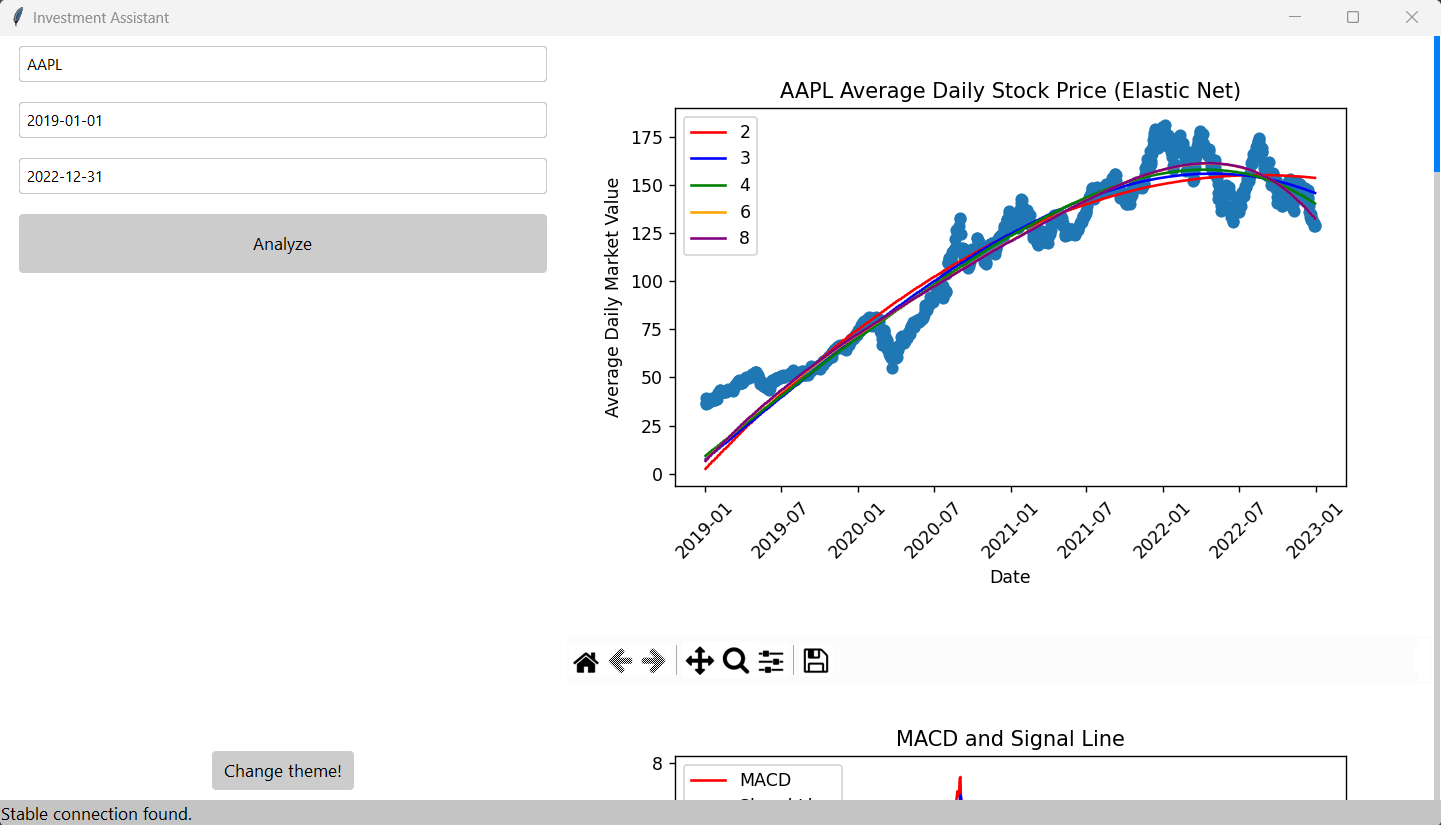 Investment Assistant
AAPL
2019-01-01
2022-12-31
Analyze
Change theme!
Stable connection found.
AAPL Average Daily Stock Price (Elastic Net)
2
3
4
6
8
Average Daily Market Value
175
150
125
100
75
50
25
0
2019-01
2019-07
2020-01
2020-07
2021-01
2021-07
2022-01
2022-07
2023-01
Date
MACD and Signal Line
8
MACD